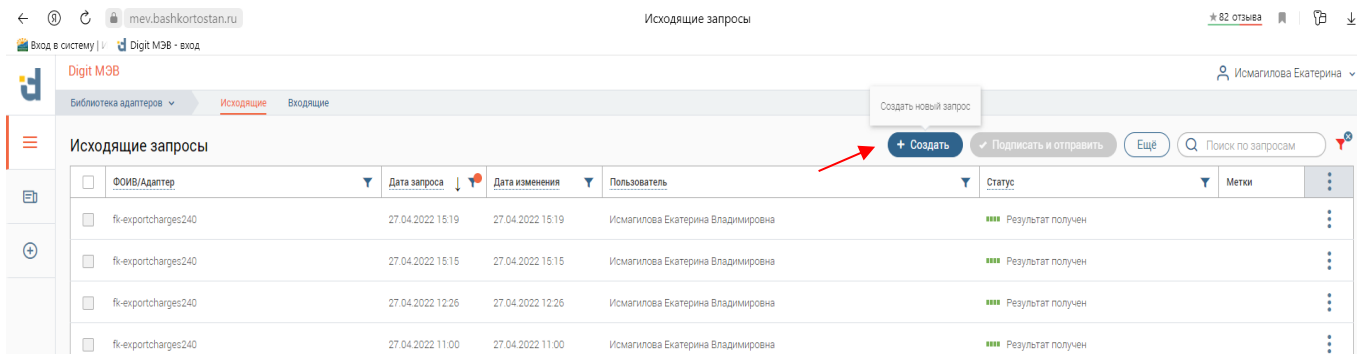 mev.bashkortostan.ru Исходящие запросы 82 отзыва
Вход в систему | И Digit МЭВ - вход
Digit МЭВ Исмагилова Екатерина
Библиотека адаптеров Исходящие Входящие
Создать новый запрос
Исходящие запросы + Создать Подписать и отправить Ещё Поиск по запросам
ФОИВ/Адаптер Дата запроса Дата изменения Пользователь Статус Метки
fk-exportcharges240 27.04.2022 15:19 27.04.2022 15:19 Исмагилова Екатерина Владимировна Результат получен
fk-exportcharges240 27.04.2022 15:15 27.04.2022 15:15 Исмагилова Екатерина Владимировна Результат получен
fk-exportcharges240 27.04.2022 12:26 27.04.2022 12:26 Исмагилова Екатерина Владимировна Результат получен
fk-exportcharges240 27.04.2022 11:00 27.04.2022 11:00 Исмагилова Екатерина Владимировна Результат получен